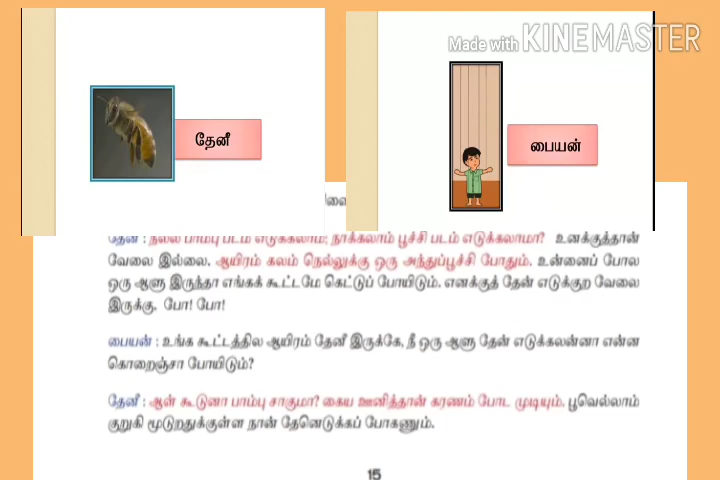 Made with KINEMASTER
தேனீ
பையன்
தேனீ : நல்ல பாம்பு படம் எடுக்கலாம்; நாக்கலாம் பூச்சி படம் எடுக்கலாமா? உனக்குத்தான்
வேலை இல்லை. ஆயிரம் கலம் நெல்லுக்கு ஒரு அந்துப்பூச்சி போதும். உன்னைப் போல
ஒரு ஆளு இருந்தா எங்கக் கூட்டமே கெட்டுப் போயிடும். எனக்குத் தேன் எடுக்குற வேலை
இருக்கு. போ! போ!
பையன் : உங்க கூட்டத்தில ஆயிரம் தேனீ இருக்கே, நீ ஒரு ஆளு தேன் எடுக்கலன்னா என்ன
கொறைஞ்சா போயிடும்?
தேனீ : ஆள் கூடுனா பாம்பு சாகுமா? கைய ஊனித்தான் கரணம் போட முடியும். பூவெல்லாம்
குறுகி மூடுறதுக்குள்ள நான் தேனெடுக்கப் போகணும்.
15